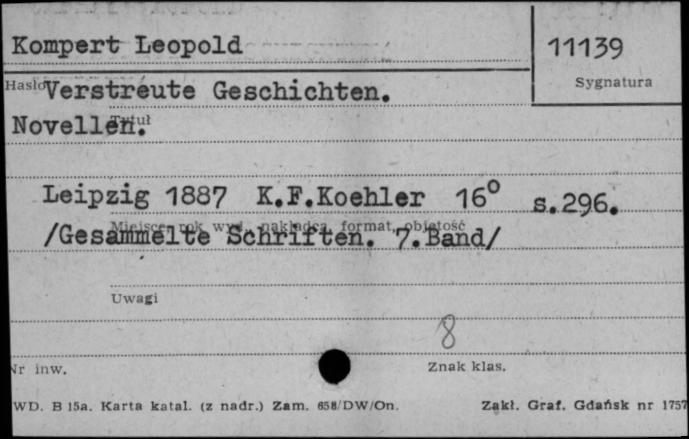 Kompert Leopold
11139
Sygnatura
Hasło
Verstreute Geschichten.
Tytuł
Novellen.
Leipzig 1887 K.F.Koehler 16° s.296.
Miejsce, rok wyd., nakładca, format, objętość
/Gesammelte Schriften. 7.Band/
Uwagi
8
Nr inw.
Znak klas.
WD. B 15a. Karta katal. (z nadr.) Zam. 658/DW/On.
Zakł. Graf. Gdańsk nr 1757